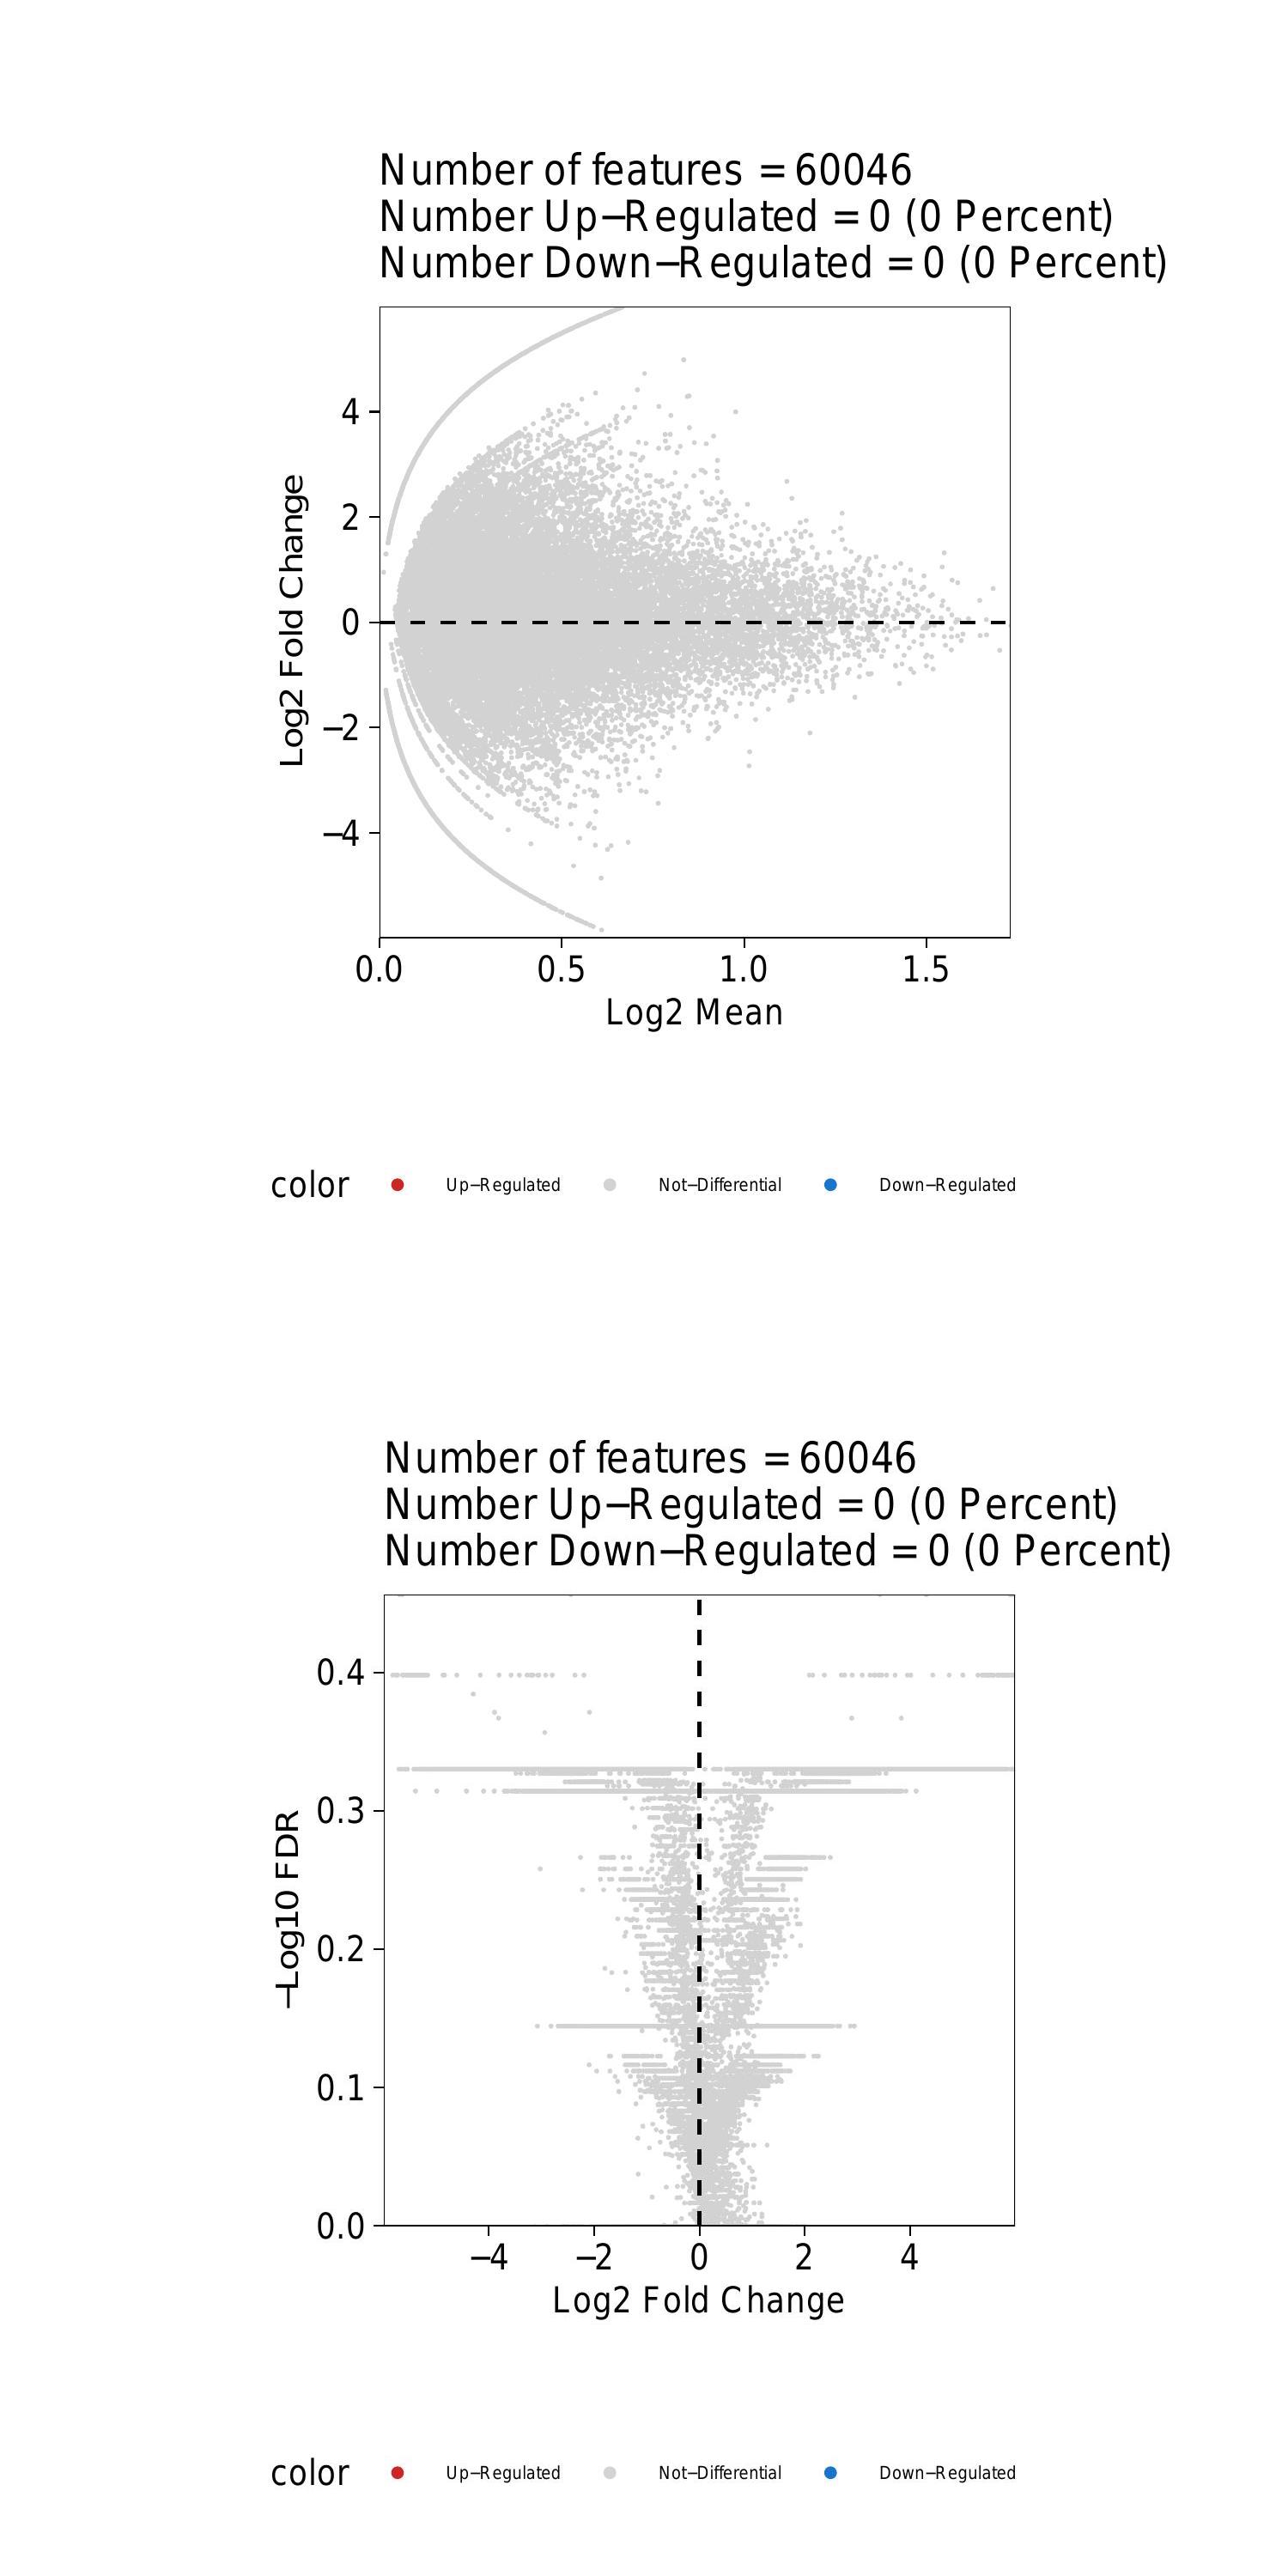 Number of features = 60046
Number Up−Regulated = 0 (0 Percent)
Number Down−Regulated = 0 (0 Percent)
4
2
0
−2
−4
Log2 Fold Change
0.0 0.5 1.0 1.5
Log2 Mean
color Up−Regulated Not−Differential Down−Regulated
Number of features = 60046
Number Up−Regulated = 0 (0 Percent)
Number Down−Regulated = 0 (0 Percent)
0.4
0.3
0.2
0.1
0.0
−Log10 FDR
−4 −2 0 2 4
Log2 Fold Change
color Up−Regulated Not−Differential Down−Regulated